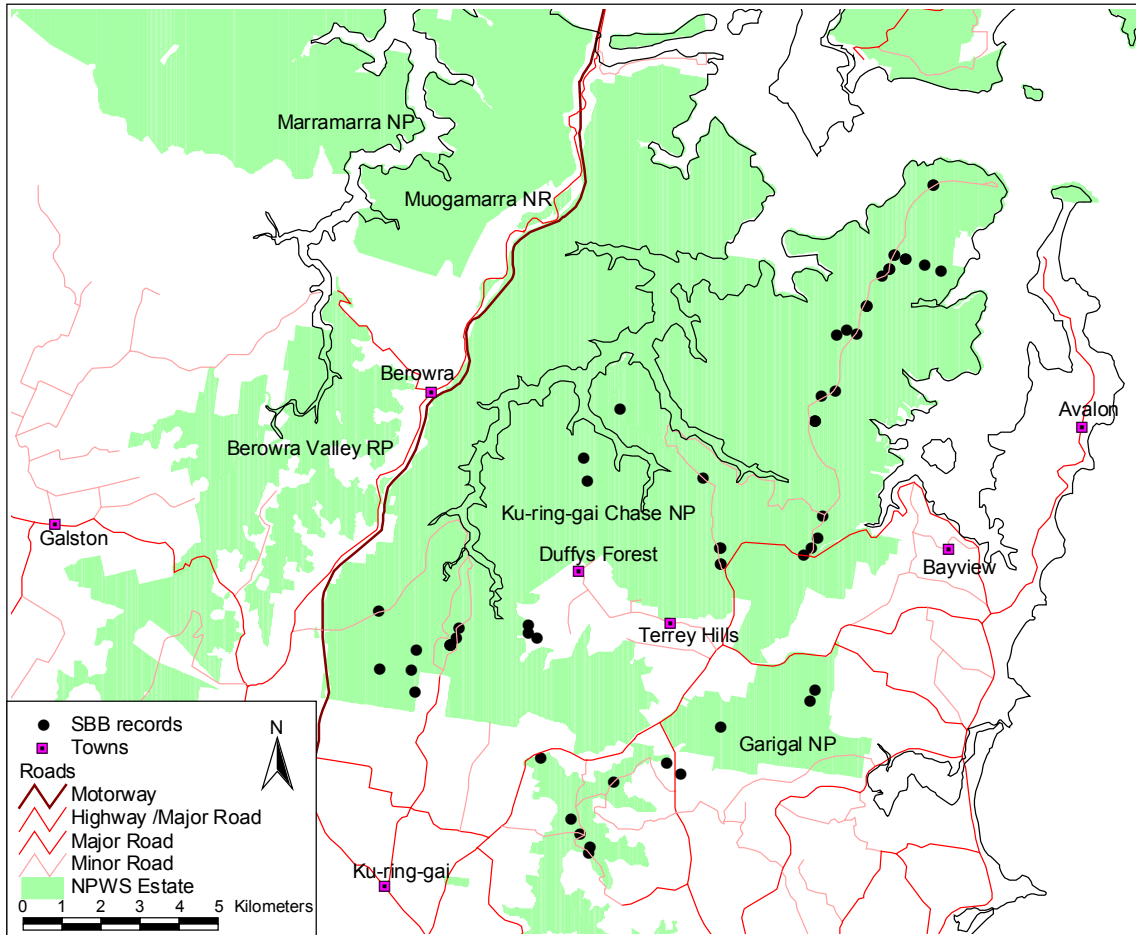 Marramarra NP
Muogamarra NR
Berowra
Avalon
Berowra Valley RP
Ku-ring-gai Chase NP
Galston
Duffys Forest
Bayview
Terrey Hills
Garigal NP
Ku-ring-gai
SBB records
Towns
N
Roads
Motorway
Highway /Major Road
Major Road
Minor Road
NPWS Estate
0 1 2 3 4 5 Kilometers